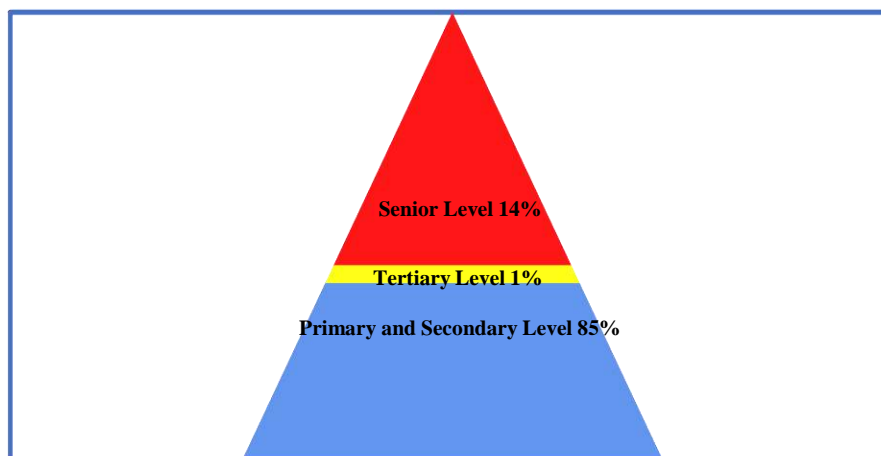 Senior Level 14%
Tertiary Level 1%
Primary and Secondary Level 85%